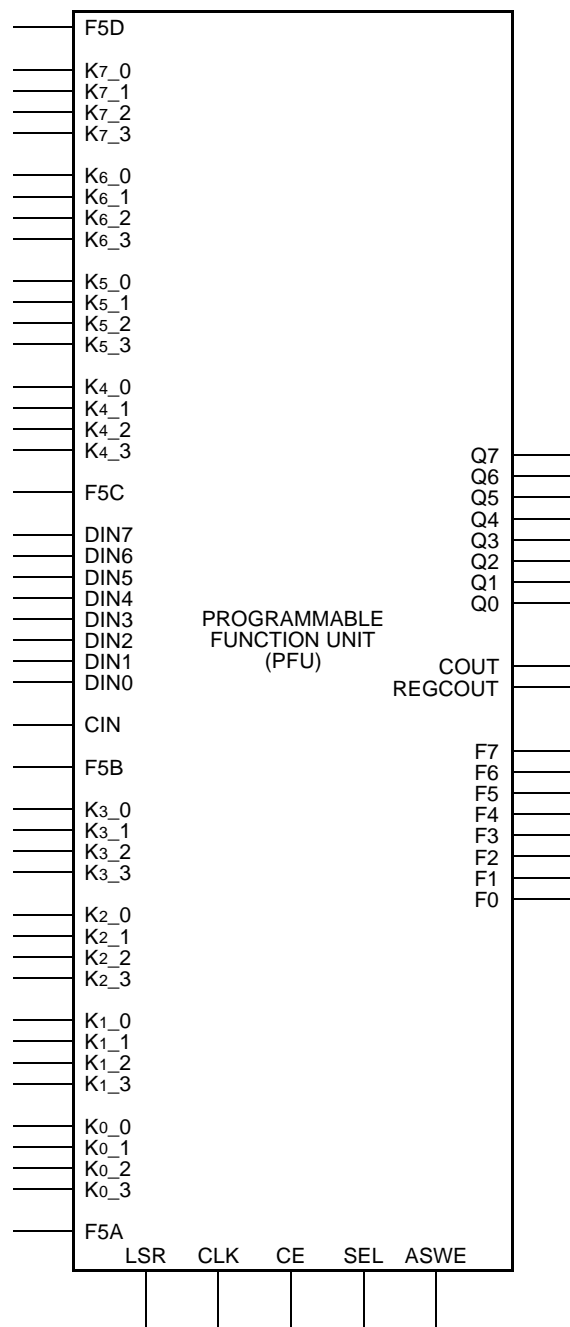 F5D
K7_0
K7_1
K7_2
K7_3
K6_0
K6_1
K6_2
K6_3
K5_0
K5_1
K5_2
K5_3
K4_0
K4_1
K4_2
K4_3
F5C
DIN7
DIN6
DIN5
DIN4
DIN3
DIN2
DIN1
DIN0
CIN
F5B
K3_0
K3_1
K3_2
K3_3
K2_0
K2_1
K2_2
K2_3
K1_0
K1_1
K1_2
K1_3
K0_0
K0_1
K0_2
K0_3
F5A
PROGRAMMABLE
FUNCTION UNIT
(PFU)
Q7
Q6
Q5
Q4
Q3
Q2
Q1
Q0
COUT
REGCOUT
F7
F6
F5
F4
F3
F2
F1
F0
LSR CLK CE SEL ASWE